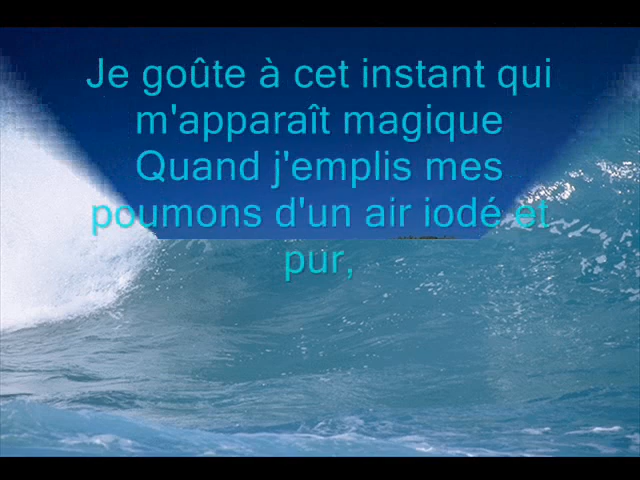 Je goûte à cet instant qui
m'apparaît magique
Quand j'emplis mes
poumons d'un air iodé et
pur,